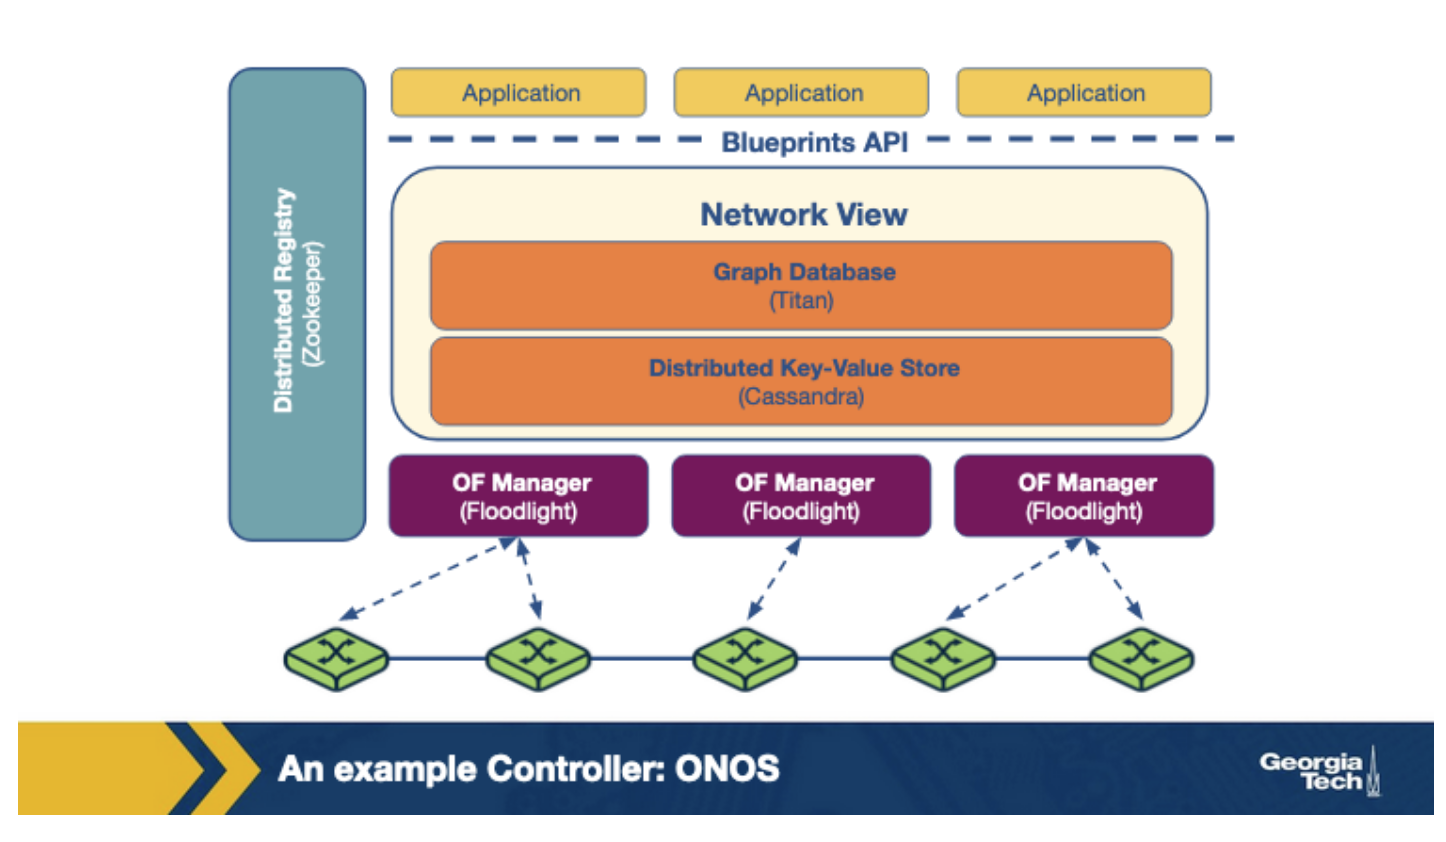 Distributed Registry
(Zookeeper)
Application
Application
Application
Blueprints API
Network View
Graph Database
(Titan)
Distributed Key-Value Store
(Cassandra)
OF Manager
(Floodlight)
OF Manager
(Floodlight)
OF Manager
(Floodlight)
An example Controller: ONOS
Georgia
Tech